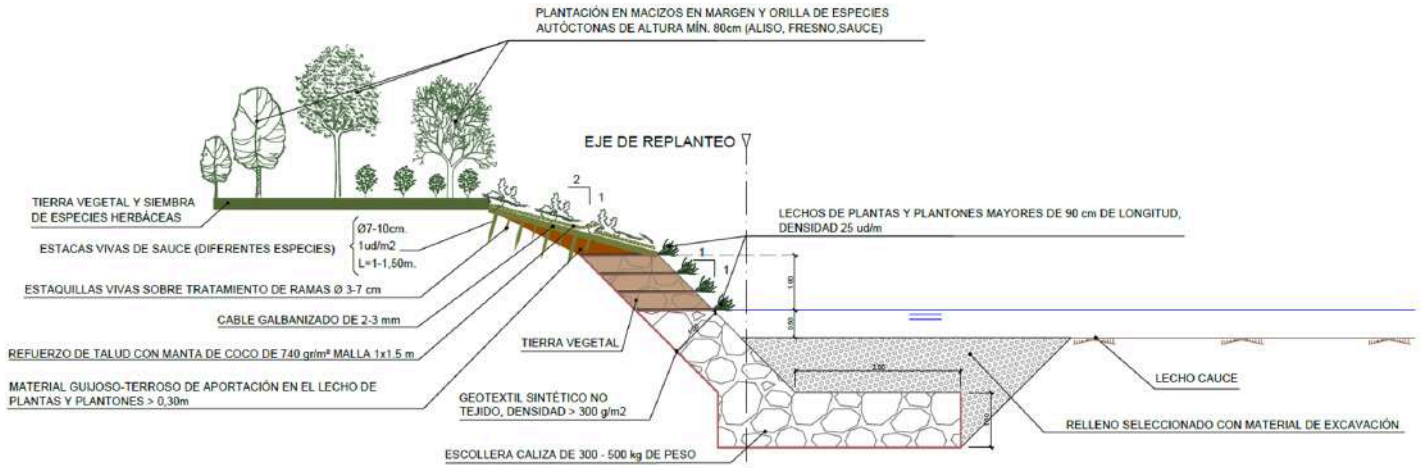 PLANTACIÓN EN MACIZOS EN MARGEN Y ORILLA DE ESPECIES
AUTÓCTONAS DE ALTURA MÍN. 80cm (ALISO, FRESNO,SAUCE)
EJE DE REPLANTEO
2
1
TIERRA VEGETAL Y SIEMBRA
DE ESPECIES HERBÁCEAS
LECHOS DE PLANTAS Y PLANTONES MAYORES DE 90 cm DE LONGITUD,
DENSIDAD 25 ud/m
Ø7-10cm.
ESTACAS VIVAS DE SAUCE (DIFERENTES ESPECIES)
1ud/m2
L=1-1,50m.
1
1
1.00
ESTAQUILLAS VIVAS SOBRE TRATAMIENTO DE RAMAS Ø 3-7 cm
CABLE GALBANIZADO DE 2-3 mm
0.50
TIERRA VEGETAL
REFUERZO DE TALUD CON MANTA DE COCO DE 740 gr/m² MALLA 1x1.5 m
LECHO CAUCE
MATERIAL GUIJOSO-TERROSO DE APORTACIÓN EN EL LECHO DE
PLANTAS Y PLANTONES > 0,30m
GEOTEXTIL SINTÉTICO NO
TEJIDO, DENSIDAD > 300 g/m2
RELLENO SELECCIONADO CON MATERIAL DE EXCAVACIÓN
ESCOLLERA CALIZA DE 300 - 500 kg DE PESO